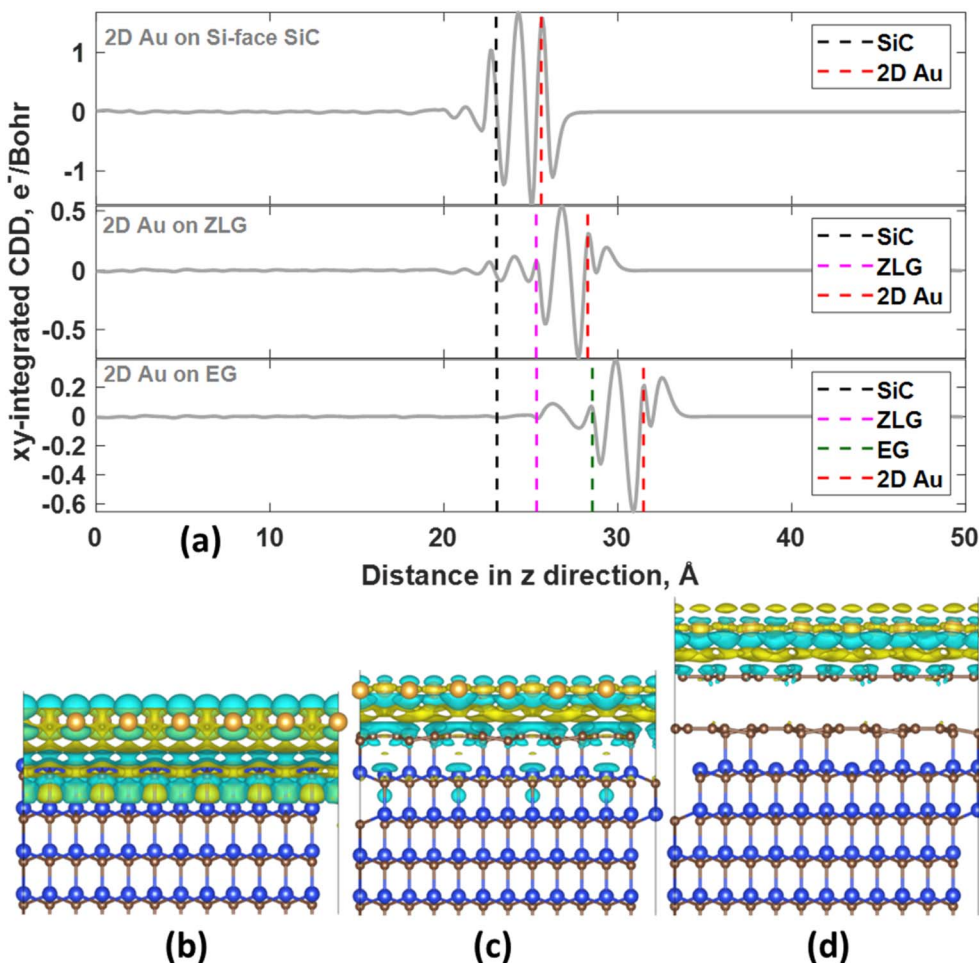 2D Au on Si-face SiC
SiC
2D Au
1
0
-1
2D Au on ZLG
SiC
ZLG
2D Au
0.5
0
-0.5
2D Au on EG
SiC
ZLG
EG
2D Au
0.2
0
-0.2
-0.4
-0.6
xy-integrated CDD, e⁻/Bohr
0 10 20 30 40 50
(a)
Distance in z direction, Å
(b) (c) (d)